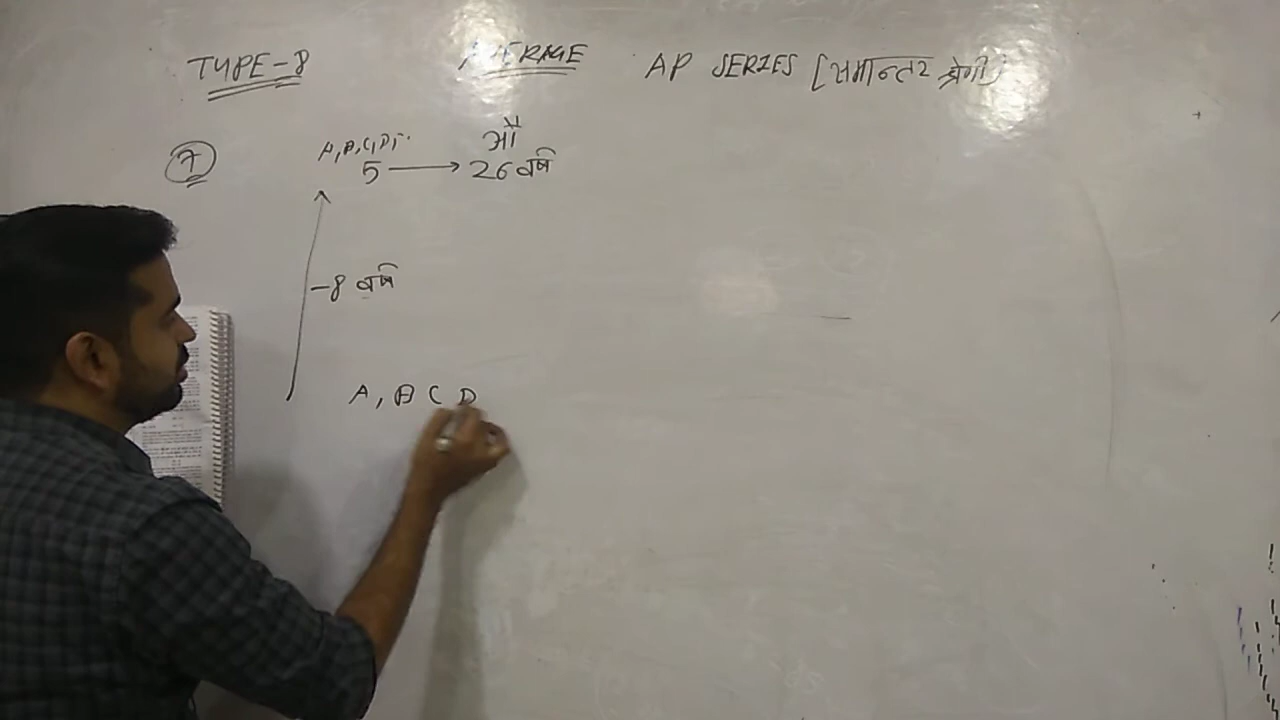 TYPE-8 AVERAGE AP SERIES [समान्तर श्रेणी]
7 A, B, C, D, औ
5 → 26 वर्ष
-8 वर्ष
A, B C D